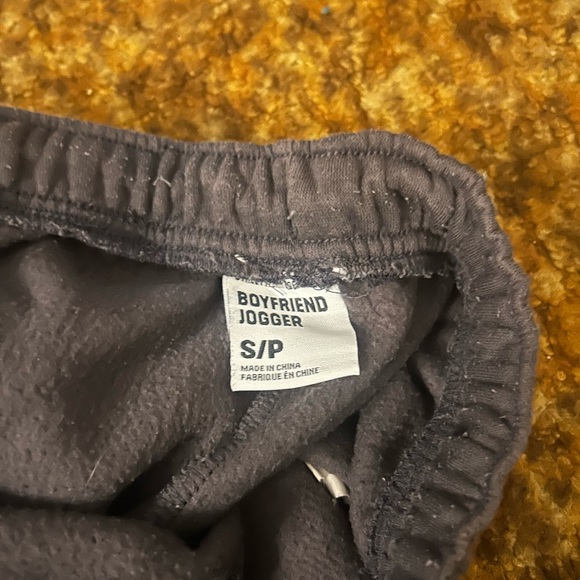 BOYFRIEND
JOGGER
S/P
MADE IN CHINA
FABRIQUÉ EN CHINE